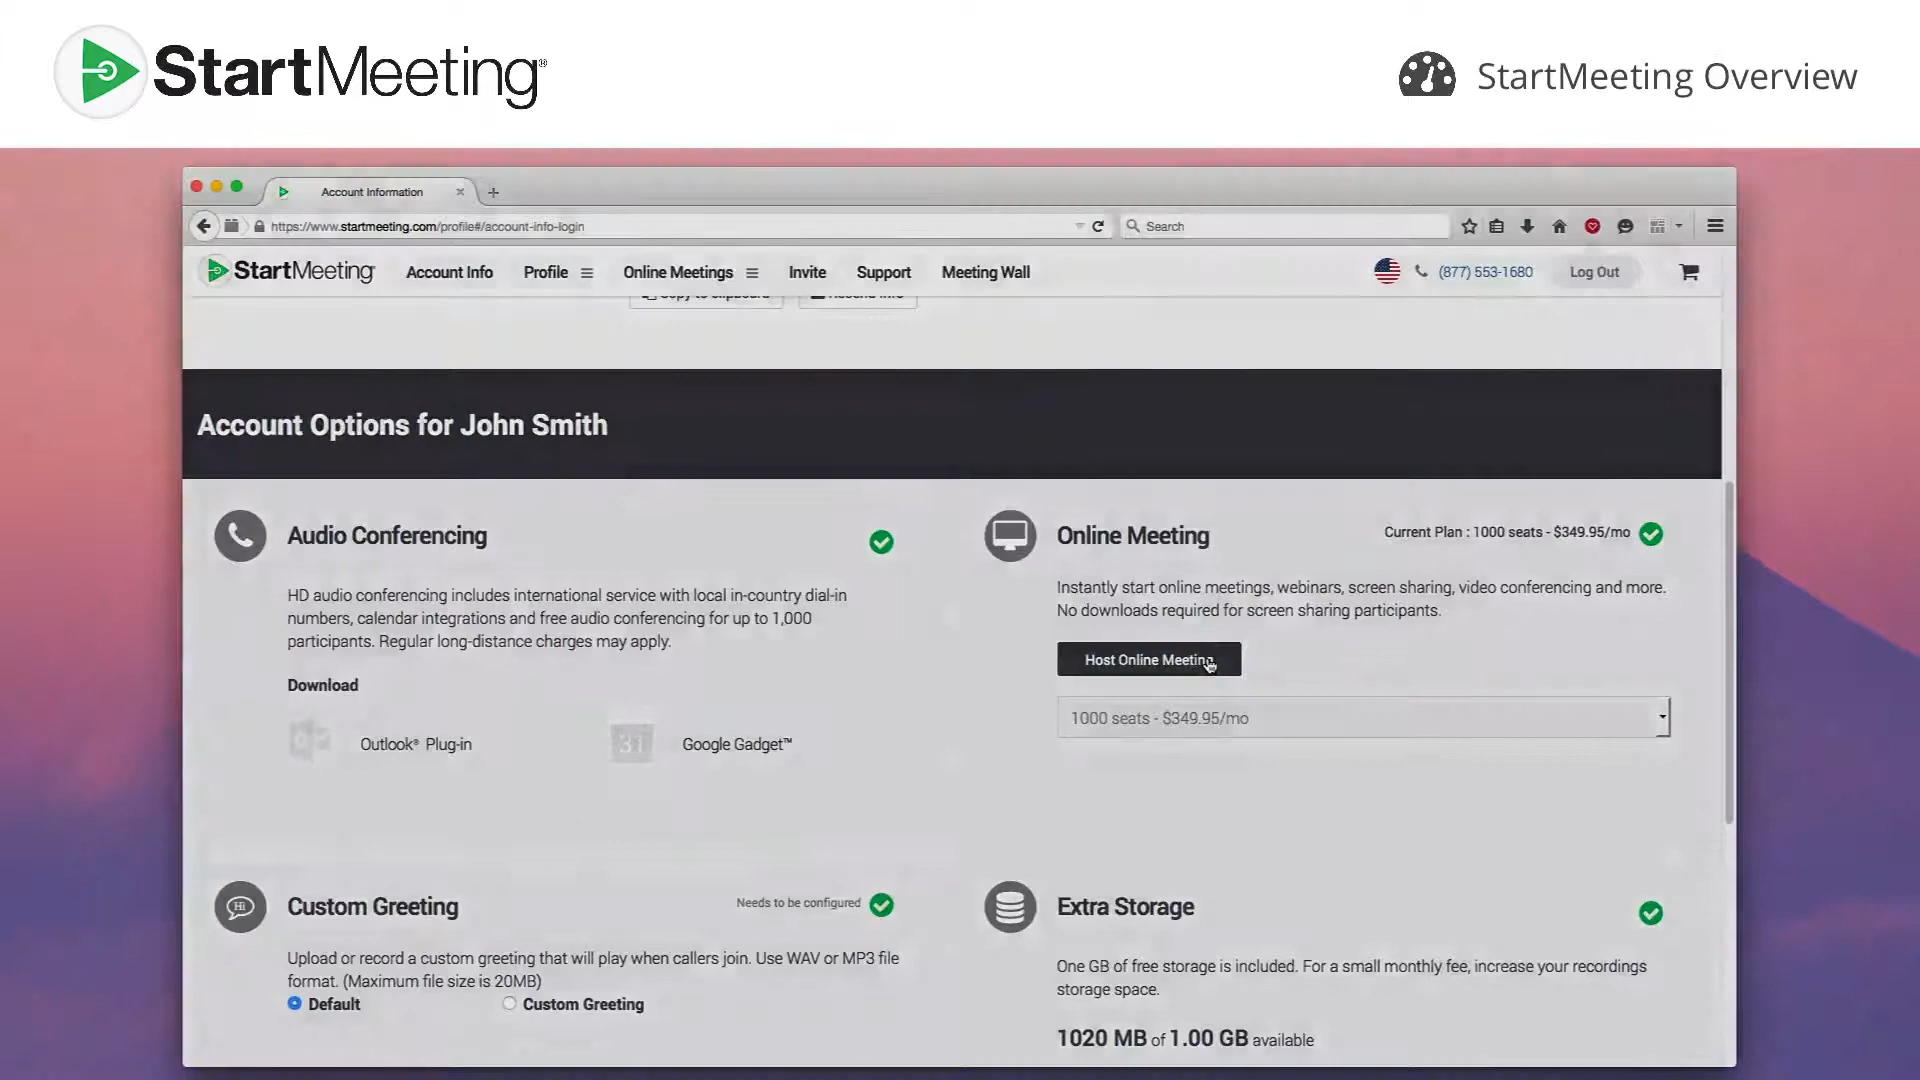 StartMeeting®
StartMeeting Overview
Account Information
https://www.startmeeting.com/profile#/account-info-login
Search
StartMeeting
Account Info
Profile
Online Meetings
Invite
Support
Meeting Wall
(877) 553-1680
Log Out
Copy to clipboard
Resend Info
Account Options for John Smith
Audio Conferencing
HD audio conferencing includes international service with local in-country dial-in
numbers, calendar integrations and free audio conferencing for up to 1,000
participants. Regular long-distance charges may apply.
Download
Outlook® Plug-in
31
Google Gadget™
Online Meeting
Current Plan : 1000 seats - $349.95/mo
Instantly start online meetings, webinars, screen sharing, video conferencing and more.
No downloads required for screen sharing participants.
Host Online Meeting
1000 seats - $349.95/mo
Hi
Custom Greeting
Needs to be configured
Upload or record a custom greeting that will play when callers join. Use WAV or MP3 file
format. (Maximum file size is 20MB)
Default
Custom Greeting
Extra Storage
One GB of free storage is included. For a small monthly fee, increase your recordings
storage space.
1020 MB of 1.00 GB available